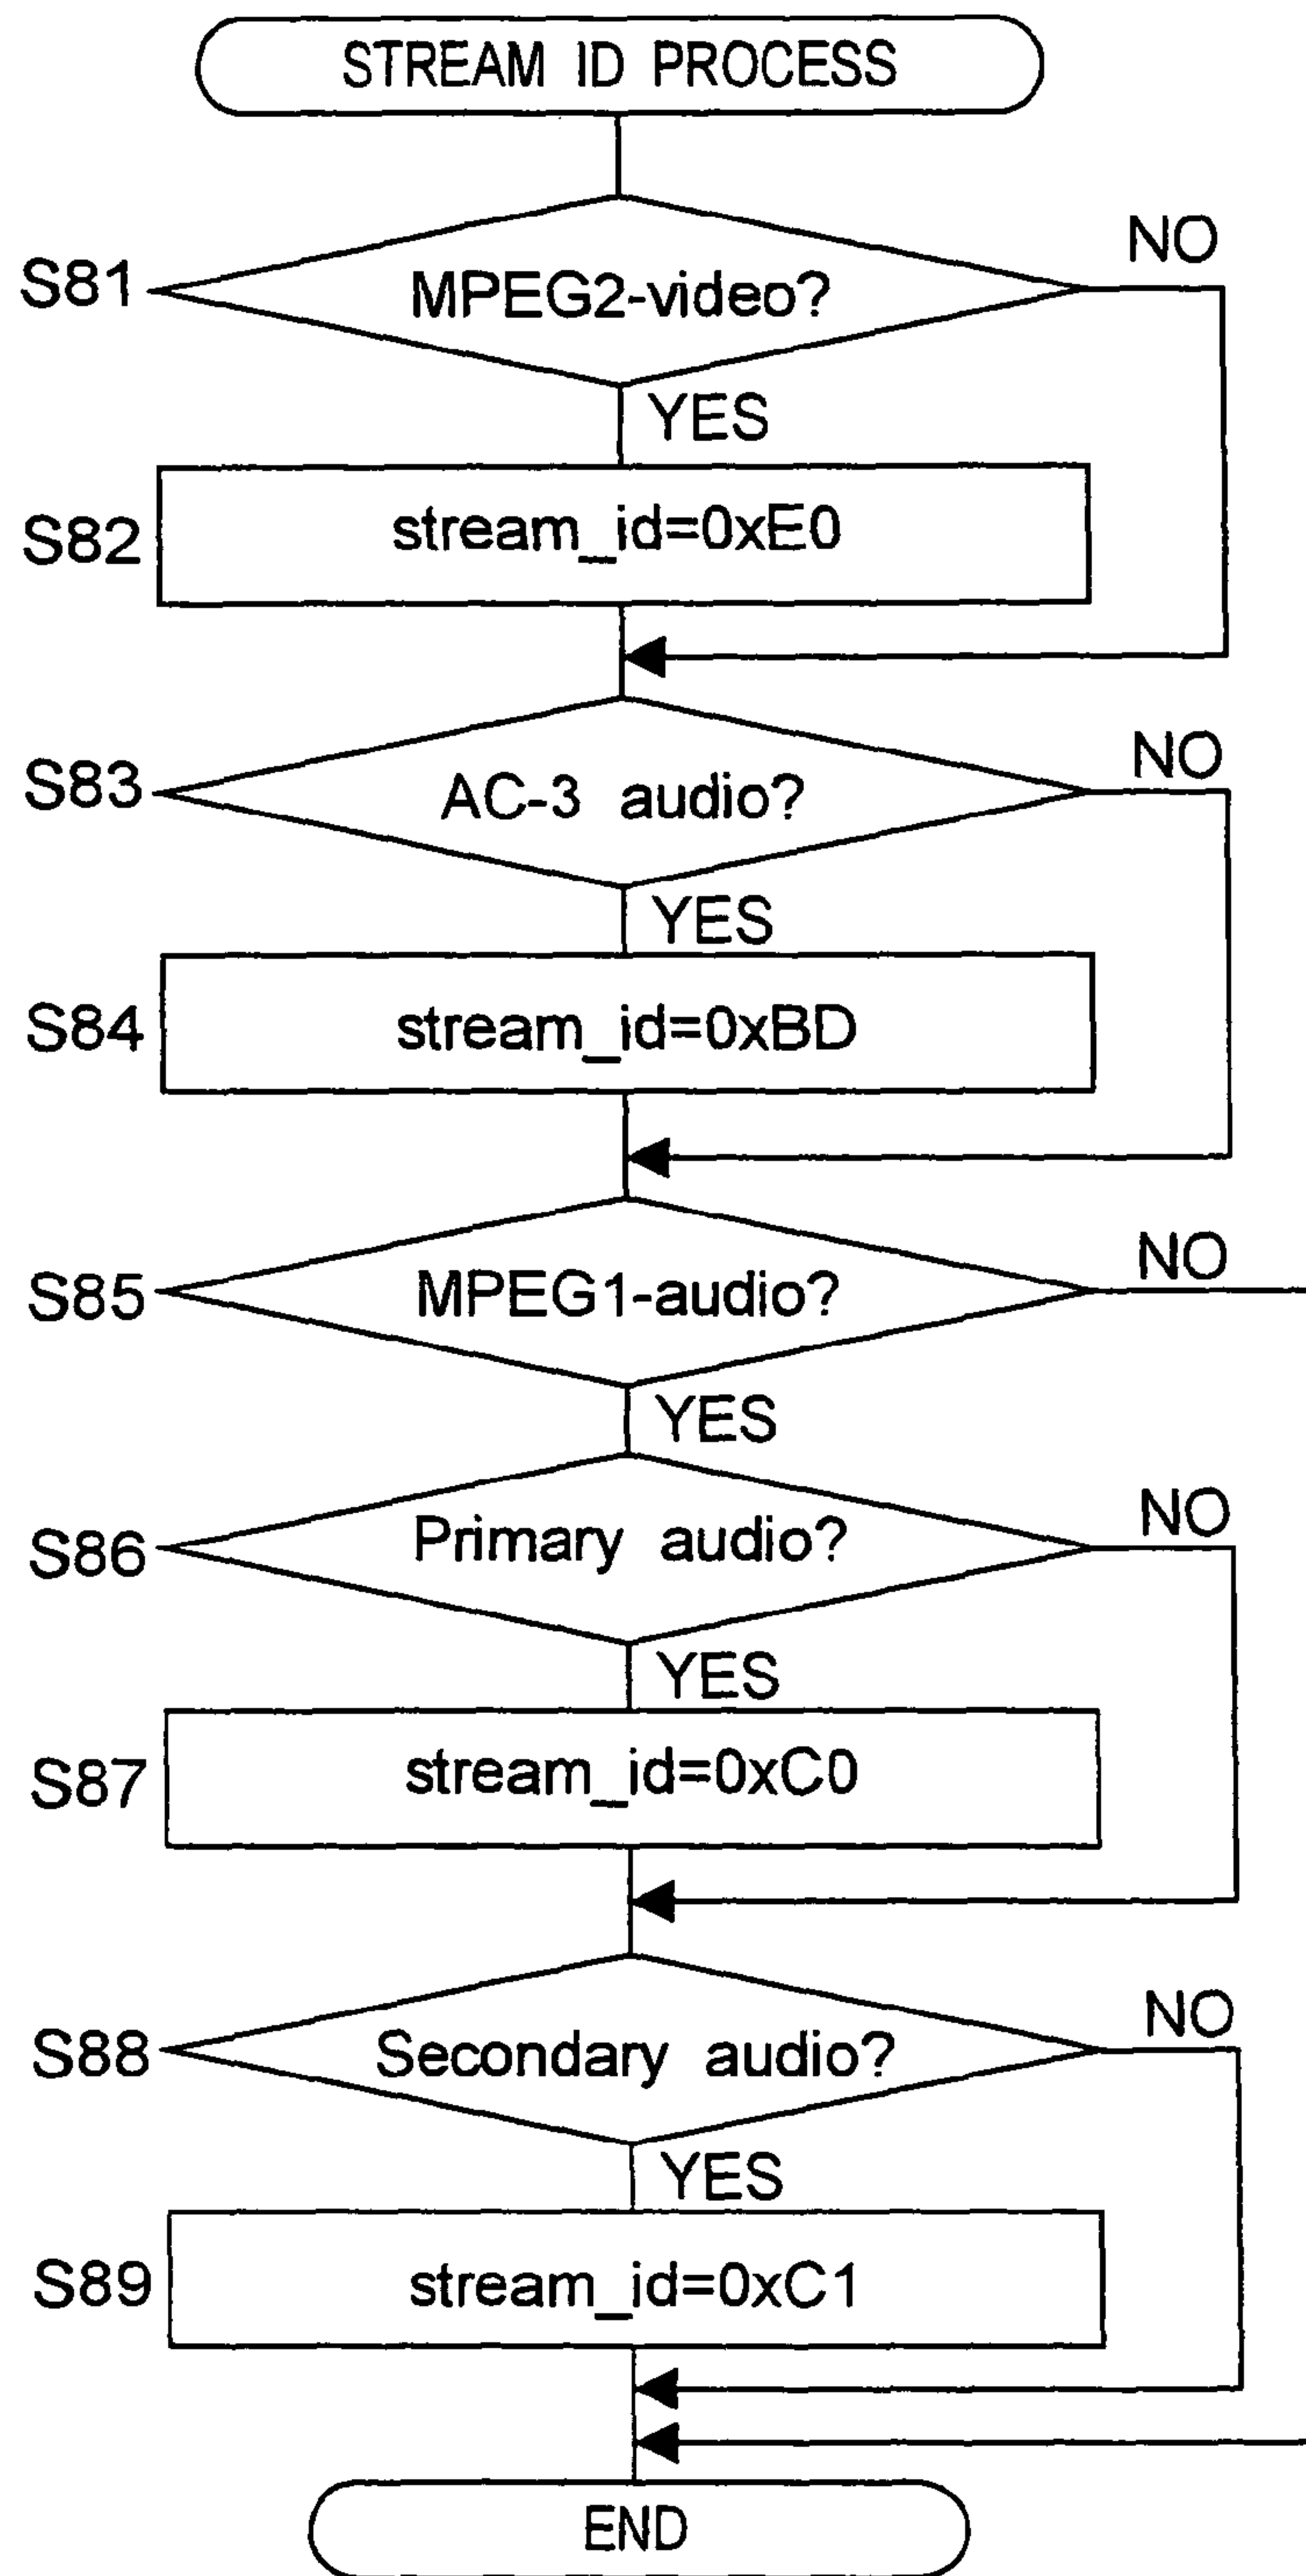 STREAM ID PROCESS
NO
S81
MPEG2-video?
YES
S82
stream_id=0xE0
NO
S83
AC-3 audio?
YES
S84
stream_id=0xBD
NO
S85
MPEG1-audio?
YES
NO
S86
Primary audio?
YES
S87
stream_id=0xC0
NO
S88
Secondary audio?
YES
S89
stream_id=0xC1
END